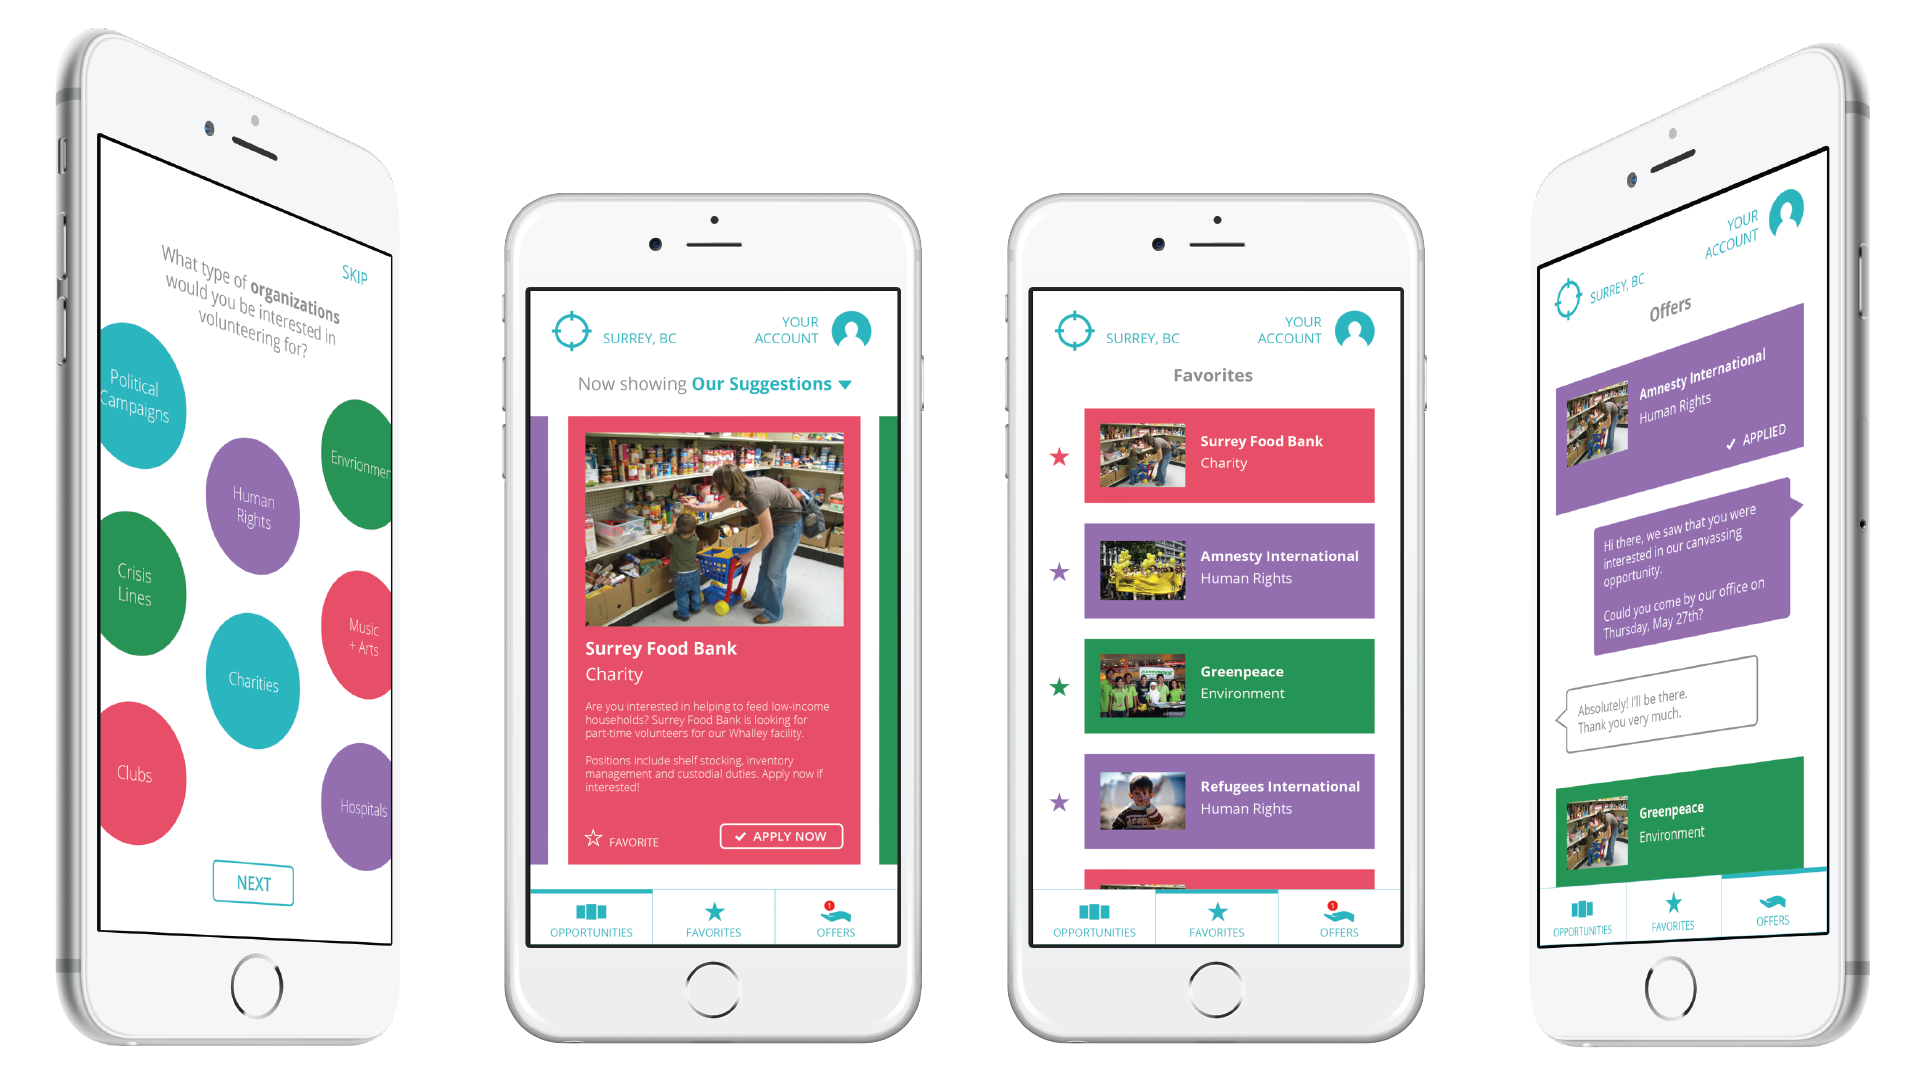 SKIP
What type of organizations
would you be interested in
volunteering for?
Political
Campaigns
Envrionmen
Human
Rights
Crisis
Lines
Music
+ Arts
Charities
Clubs
Hospitals
NEXT
SURREY, BC
YOUR
ACCOUNT
Now showing Our Suggestions
Surrey Food Bank
Charity
Are you interested in helping to feed low-income
households? Surrey Food Bank is looking for
part-time volunteers for our Whalley facility.
Positions include shelf stocking, inventory
management and custodial duties. Apply now if
interested!
FAVORITE
APPLY NOW
OPPORTUNITIES
FAVORITES
1
OFFERS
SURREY, BC
YOUR
ACCOUNT
Favorites
Surrey Food Bank
Charity
Amnesty International
Human Rights
Greenpeace
Environment
Refugees International
Human Rights
OPPORTUNITIES
FAVORITES
1
OFFERS
YOUR
ACCOUNT
SURREY, BC
Offers
Amnesty International
Human Rights
APPLIED
Hi there, we saw that you were
interested in our canvassing
opportunity.
Could you come by our office on
Thursday, May 27th?
Absolutely! I'll be there.
Thank you very much.
Greenpeace
Environment
OPPORTUNITIES
FAVORITES
OFFERS